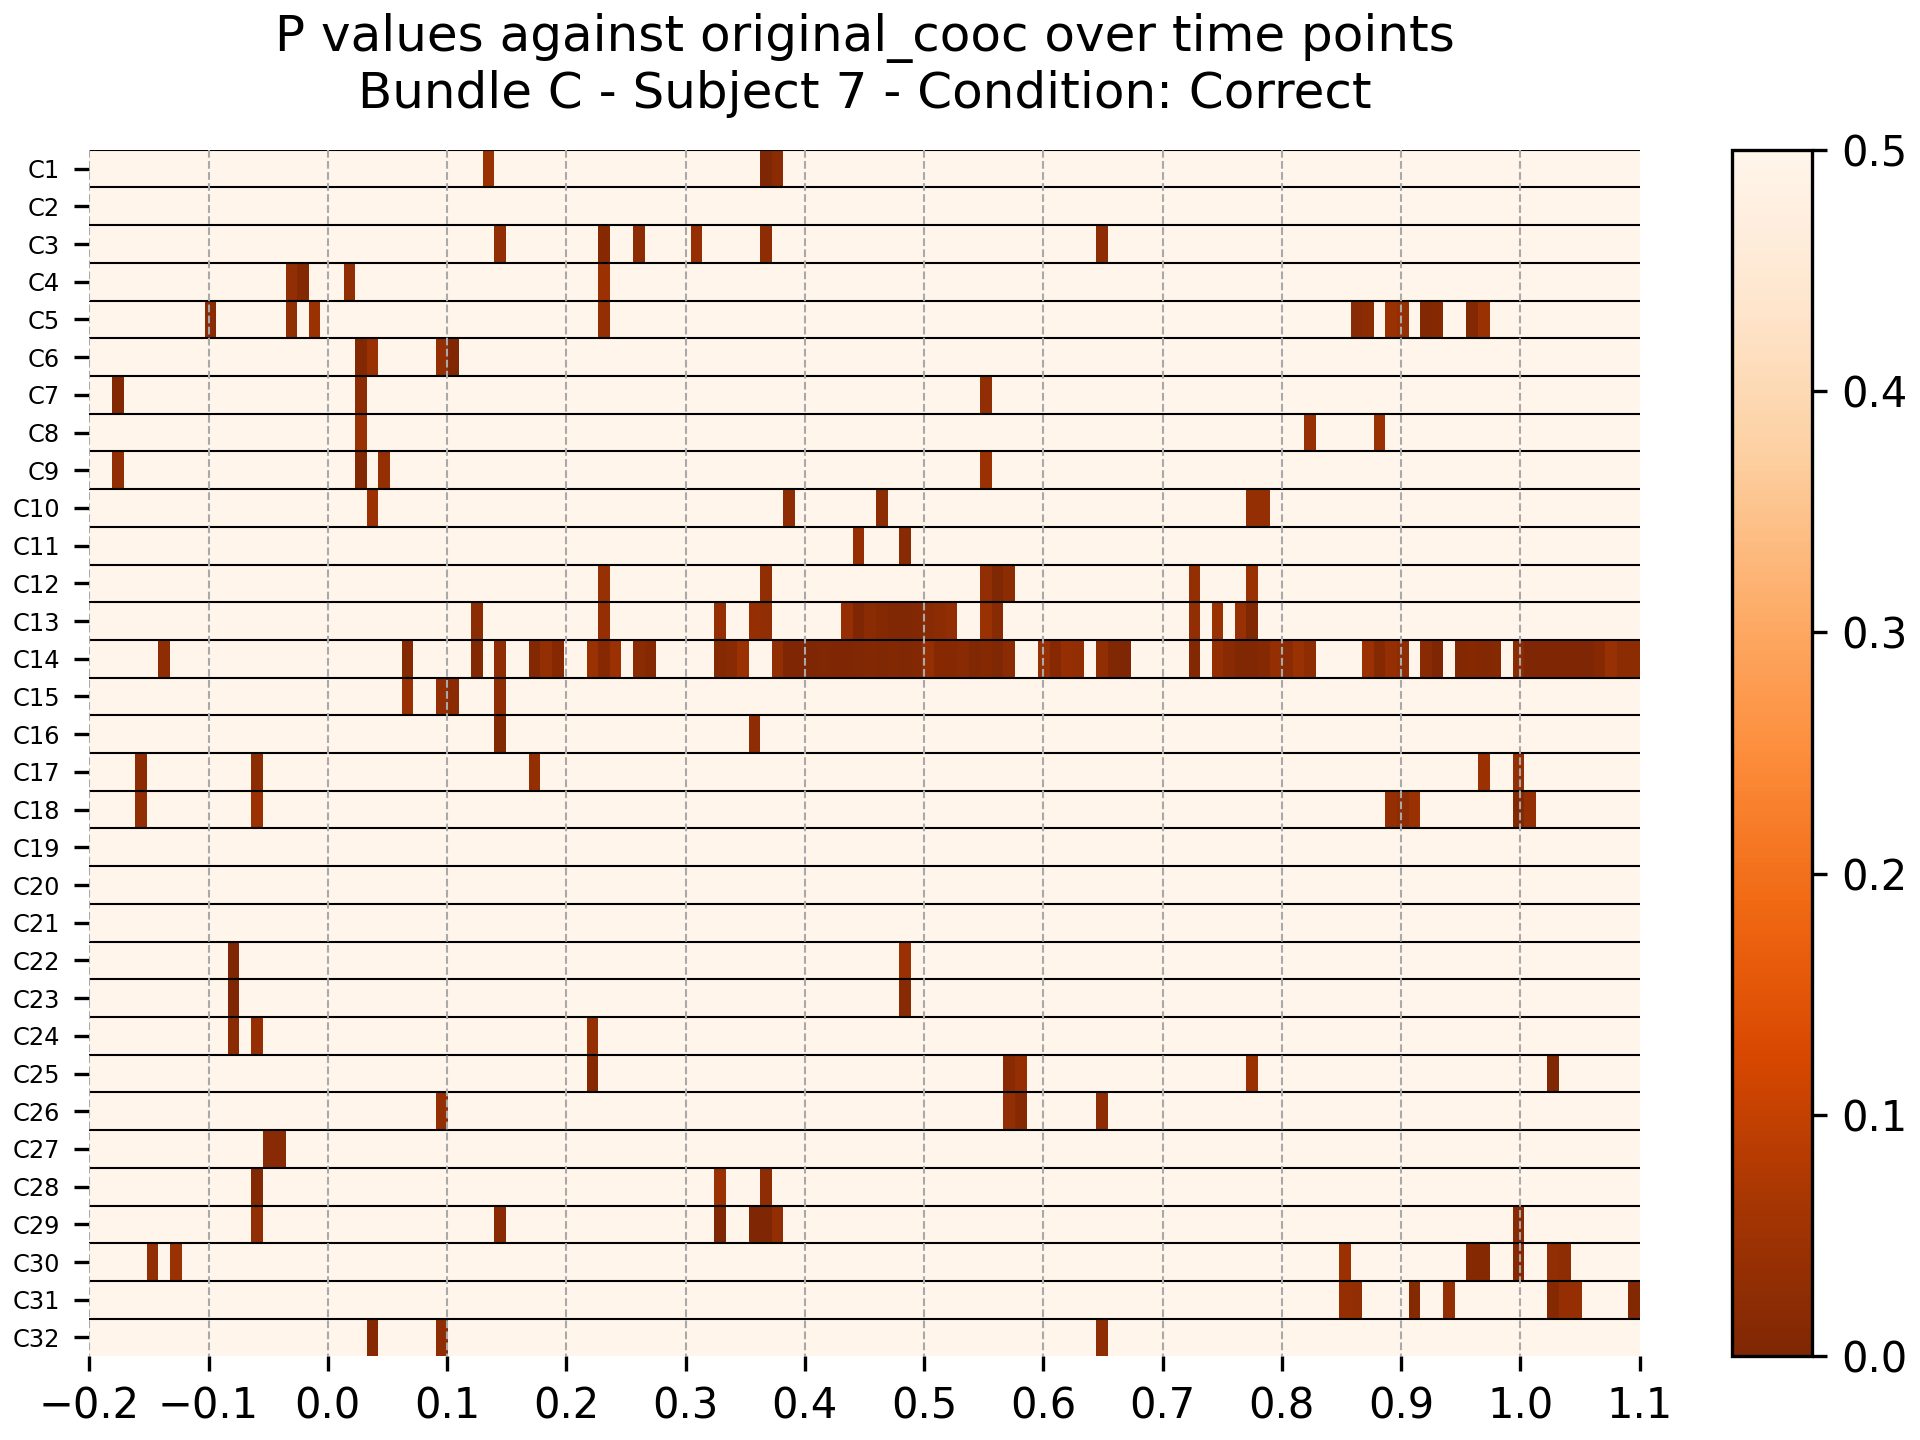 P values against original_cooc over time points
Bundle C - Subject 7 - Condition: Correct
C1
C2
C3
C4
C5
C6
C7
C8
C9
C10
C11
C12
C13
C14
C15
C16
C17
C18
C19
C20
C21
C22
C23
C24
C25
C26
C27
C28
C29
C30
C31
C32
−0.2 −0.1 0.0 0.1 0.2 0.3 0.4 0.5 0.6 0.7 0.8 0.9 1.0 1.1
0.5
0.4
0.3
0.2
0.1
0.0